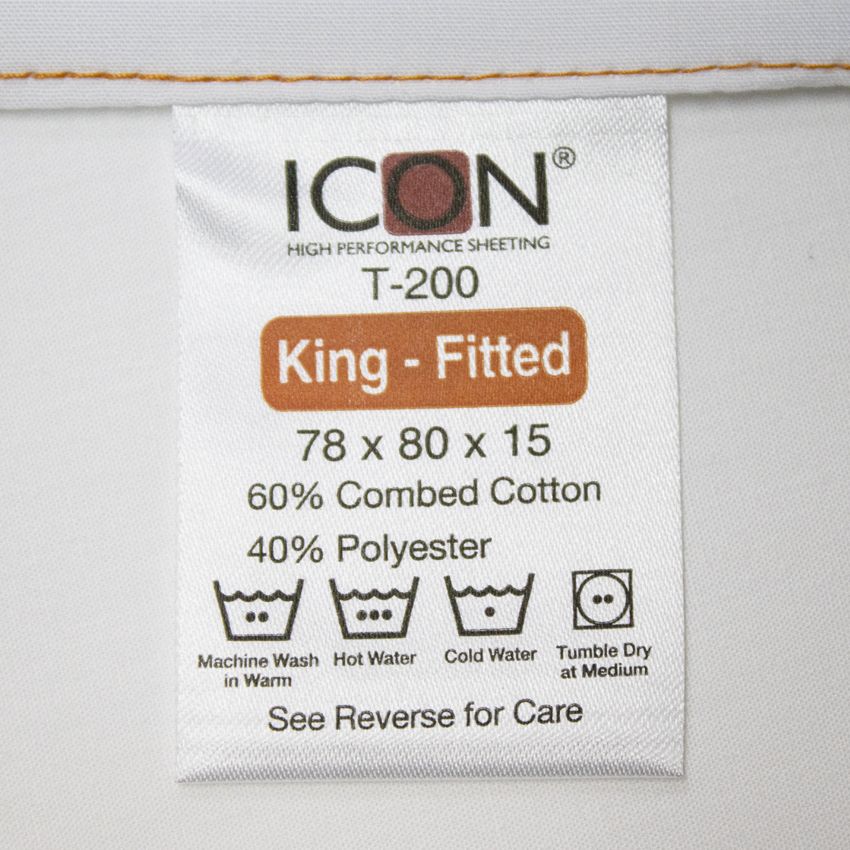 ICON®
HIGH PERFORMANCE SHEETING
T-200
King - Fitted
78 x 80 x 15
60% Combed Cotton
40% Polyester
Machine Wash
in Warm
Hot Water
Cold Water
Tumble Dry
at Medium
See Reverse for Care